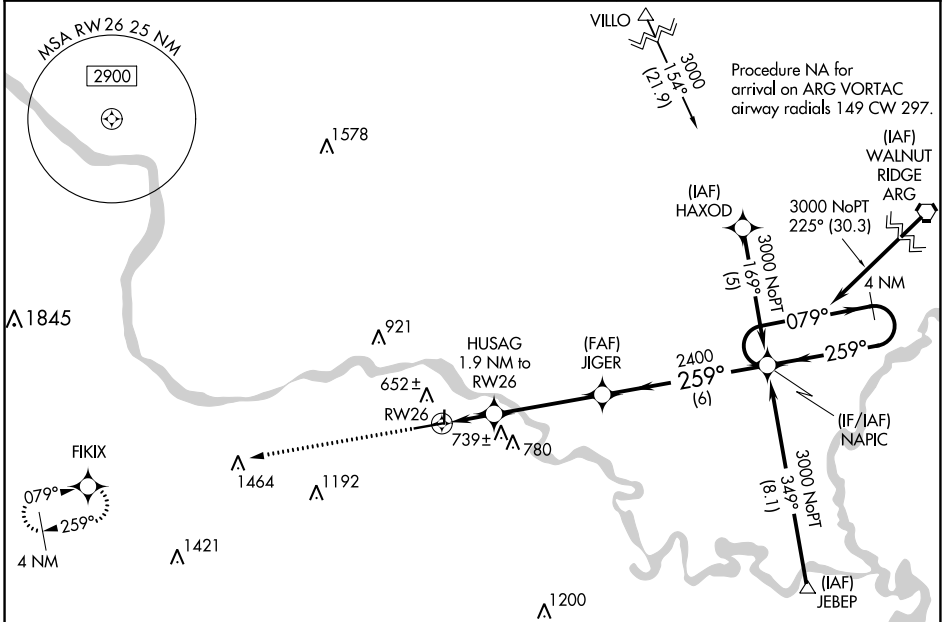 MSA RW26 25 NM
2900
VILLO
3000
154°
(21.9)
Procedure NA for
arrival on ARG VORTAC
airway radials 149 CW 297.
1578
(IAF)
WALNUT
RIDGE
ARG
(IAF)
HAXOD
3000 NoPT
225° (30.3)
3000 NoPT
169°
(5)
4 NM
079°
259°
1845
921
HUSAG
1.9 NM to
RW26
(FAF)
JIGER
2400
259°
(6)
652±
RW26
739±
780
(IF/IAF)
NAPIC
FIKIX
079°
259°
4 NM
1464
1192
3000 NoPT
349°
(8.1)
1421
1200
(IAF)
JEBEP